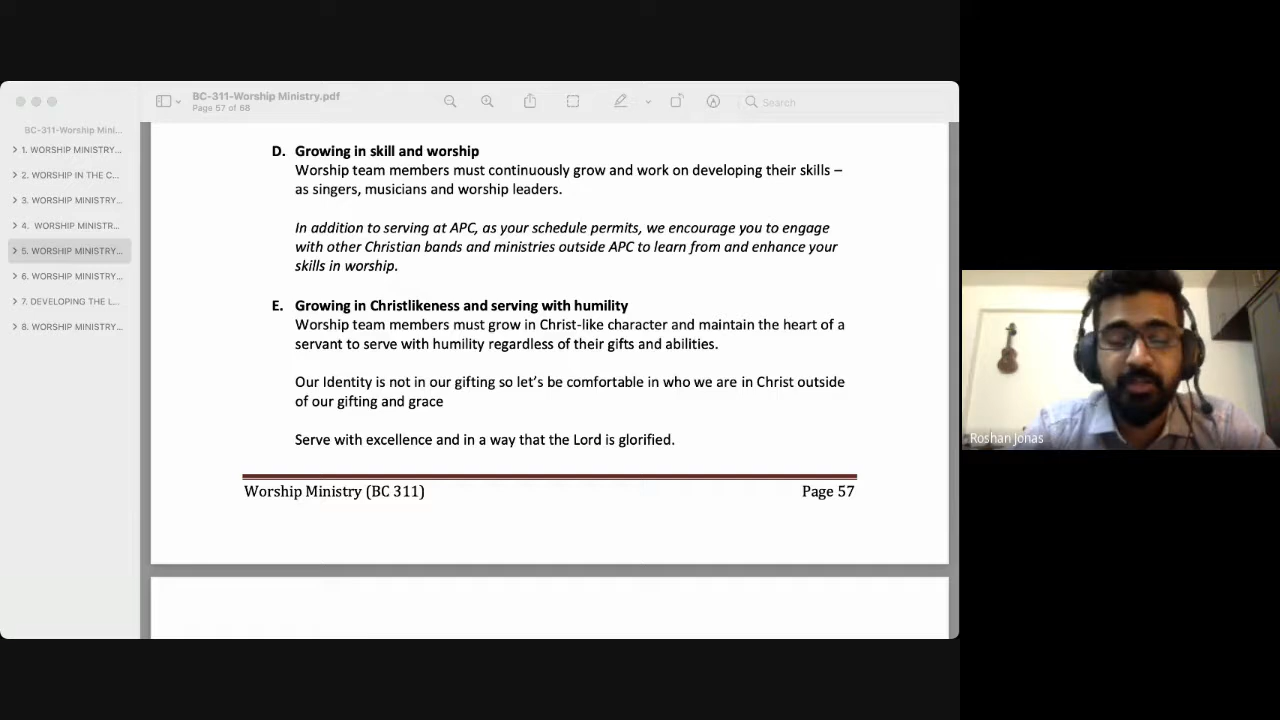 BC-311-Worship Ministry.pdf
Page 57 of 68
Search
BC-311-Worship Mini...
1. WORSHIP MINISTRY...
2. WORSHIP IN THE C...
3. WORSHIP MINISTRY...
4. WORSHIP MINISTR...
5. WORSHIP MINISTRY...
6. WORSHIP MINISTRY...
7. DEVELOPING THE L...
8. WORSHIP MINISTRY...
D. Growing in skill and worship
Worship team members must continuously grow and work on developing their skills –
as singers, musicians and worship leaders.
In addition to serving at APC, as your schedule permits, we encourage you to engage
with other Christian bands and ministries outside APC to learn from and enhance your
skills in worship.
E. Growing in Christlikeness and serving with humility
Worship team members must grow in Christ-like character and maintain the heart of a
servant to serve with humility regardless of their gifts and abilities.
Our Identity is not in our gifting so let's be comfortable in who we are in Christ outside
of our gifting and grace
Serve with excellence and in a way that the Lord is glorified.
Worship Ministry (BC 311) Page 57
Roshan Jonas